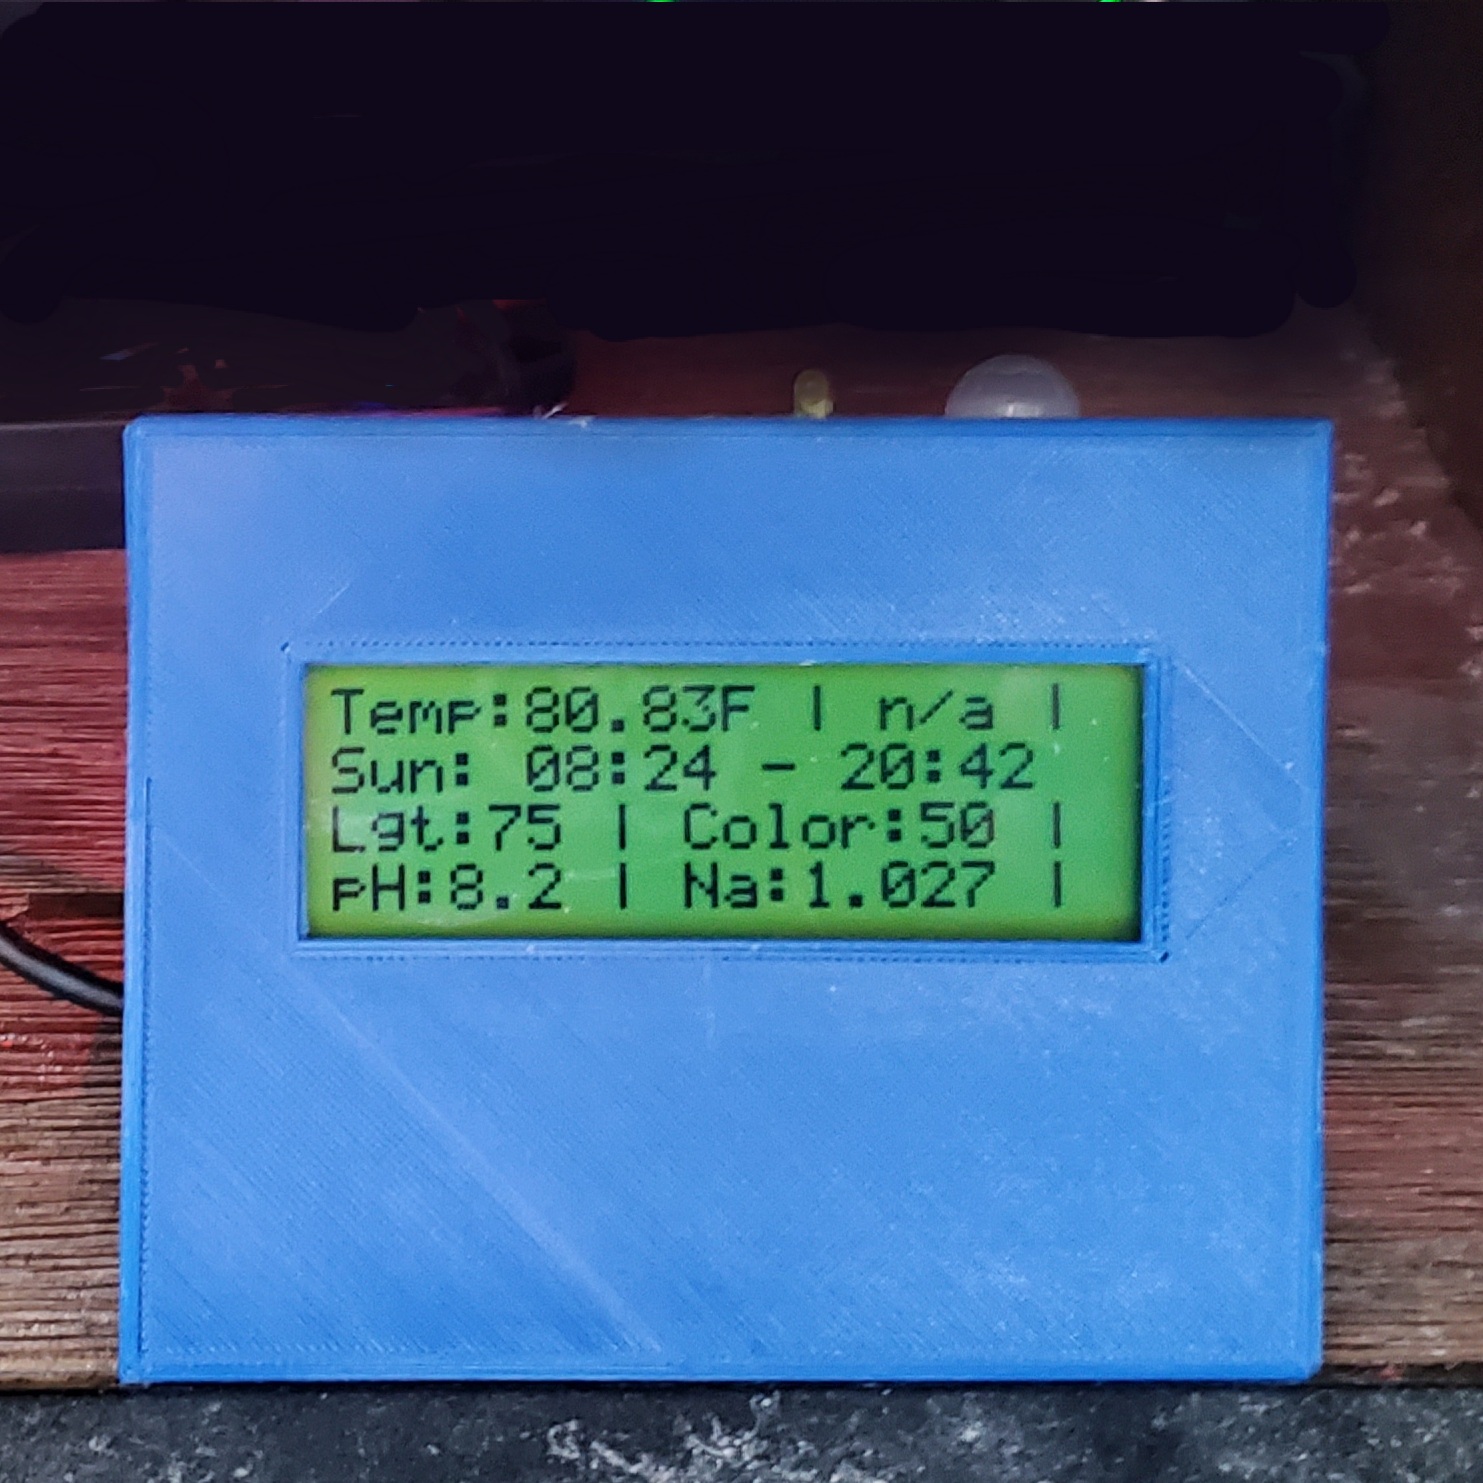 Temp:80.83F | n/a |
Sun: 08:24 - 20:42
Lgt:75 | Color:50 |
pH:8.2 | Na:1.027 |